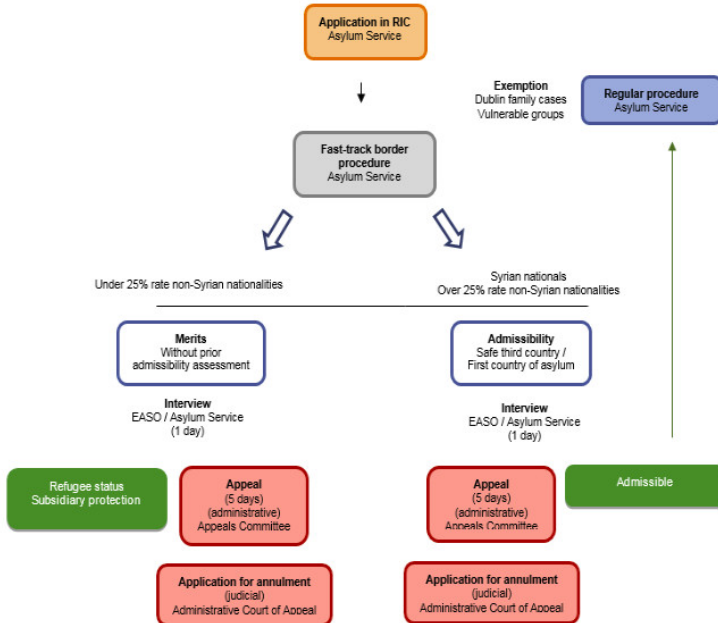 Application in RIC
Asylum Service
Exemption
Dublin family cases
Vulnerable groups
Regular procedure
Asylum Service
Fast-track border
procedure
Asylum Service
Under 25% rate non-Syrian nationalities
Syrian nationals
Over 25% rate non-Syrian nationalities
Merits
Without prior
admissibility assessment
Admissibility
Safe third country /
First country of asylum
Interview
EASO / Asylum Service
(1 day)
Interview
EASO / Asylum Service
(1 day)
Refugee status
Subsidiary protection
Appeal
(5 days)
(administrative)
Appeals Committee
Appeal
(5 days)
(administrative)
Appeals Committee
Admissible
Application for annulment
(judicial)
Administrative Court of Appeal
Application for annulment
(judicial)
Administrative Court of Appeal